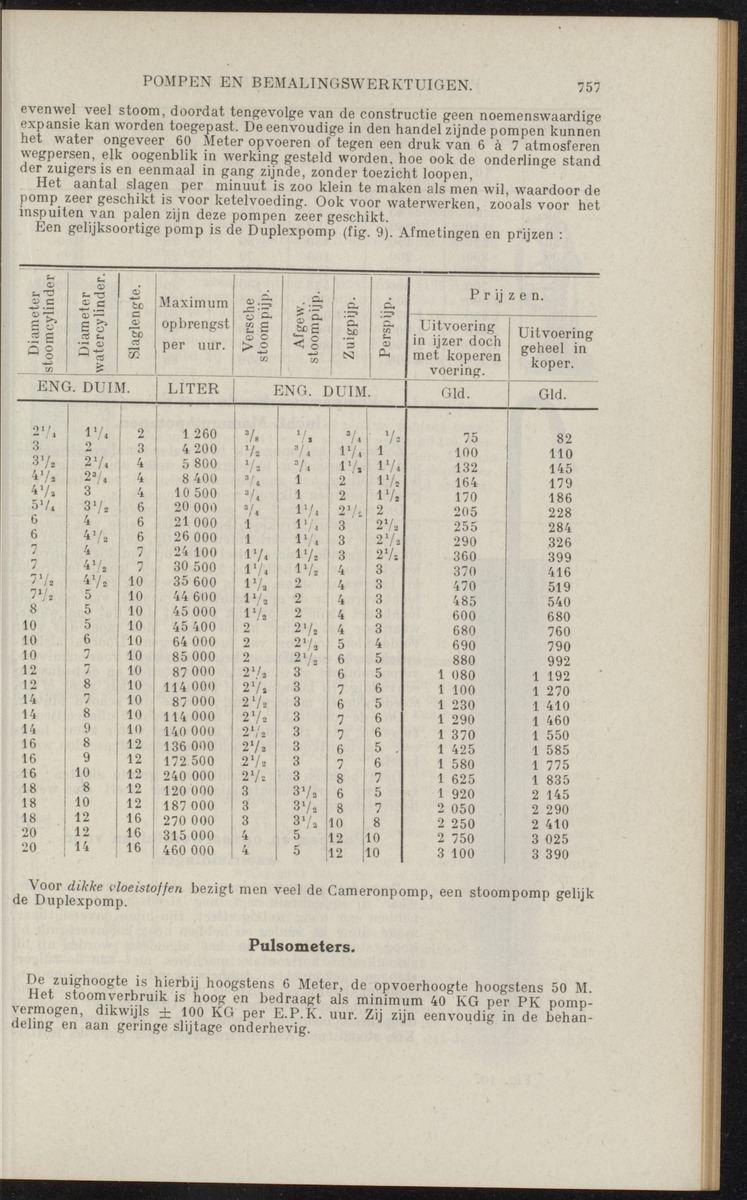 POMPEN EN BEMALINGSWERKTUIGEN. 757
evenwel veel stoom, doordat tengevolge van de constructie geen noemenswaardige
expansie kan worden toegepast. De eenvoudige in den handel zijnde pompen kunnen
het water ongeveer 60 Meter opvoeren of tegen een druk van 6 à 7 atmosferen
wegpersen, elk oogenblik in werking gesteld worden, hoe ook de onderlinge stand
der zuigers is en eenmaal in gang zijnde, zonder toezicht loopen,
Het aantal slagen per minuut is zoo klein te maken als men wil, waardoor de
pomp zeer geschikt is voor ketelvoeding. Ook voor waterwerken, zooals voor het
inspuiten van palen zijn deze pompen zeer geschikt.
Een gelijksoortige pomp is de Duplexpomp (fig. 9). Afmetingen en prijzen :
Diameter
stoomcylinder
Diameter
watercylinder.
Slaglengte.
Maximum
opbrengst
per uur.
Versche
stoompijp.
Afgew.
stoompijp.
Zuigpijp.
Perspijp.
Prijzen.
Uitvoering
in ijzer doch
met koperen
voering.
Uitvoering
geheel in
koper.
ENG. DUIM. LITER ENG. DUIM. Gld. Gld.
2¹/₄ 1¹/₄ 2 1 260 ³/₈ ¹/₂ ³/₄ ¹/₂ 75 82
3 2 3 4 200 ¹/₂ ³/₄ 1¹/₄ 1 100 110
3¹/₂ 2¹/₄ 4 5 800 ¹/₂ ³/₄ 1¹/₂ 1¹/₄ 132 145
4¹/₂ 2³/₄ 4 8 400 ³/₄ 1 2 1¹/₂ 164 179
4¹/₂ 3 4 10 500 ³/₄ 1 2 1¹/₂ 170 186
5¹/₄ 3¹/₂ 6 20 000 ³/₄ 1¹/₄ 2¹/₂ 2 205 228
6 4 6 21 000 1 1¹/₄ 3 2¹/₂ 255 284
6 4¹/₂ 6 26 000 1 1¹/₄ 3 2¹/₂ 290 326
7 4 7 24 100 1¹/₄ 1¹/₂ 3 2¹/₂ 360 399
7 4¹/₂ 7 30 500 1¹/₄ 1¹/₂ 4 3 370 416
7¹/₂ 4¹/₂ 10 35 600 1¹/₂ 2 4 3 470 519
7¹/₂ 5 10 44 600 1¹/₂ 2 4 3 485 540
8 5 10 45 000 1¹/₂ 2 4 3 600 680
10 5 10 45 400 2 2¹/₂ 4 3 680 760
10 6 10 64 000 2 2¹/₂ 5 4 690 790
10 7 10 85 000 2 2¹/₂ 6 5 880 992
12 7 10 87 000 2¹/₂ 3 6 5 1 080 1 192
12 8 10 114 000 2¹/₂ 3 7 6 1 100 1 270
14 7 10 87 000 2¹/₂ 3 6 5 1 230 1 410
14 8 10 114 000 2¹/₂ 3 7 6 1 290 1 460
14 9 10 140 000 2¹/₂ 3 7 6 1 370 1 550
16 8 12 136 000 2¹/₂ 3 6 5 1 425 1 585
16 9 12 172 500 2¹/₂ 3 7 6 1 580 1 775
16 10 12 240 000 2¹/₂ 3 8 7 1 625 1 835
18 8 12 120 000 3 3¹/₂ 6 5 1 920 2 145
18 10 12 187 000 3 3¹/₂ 8 7 2 050 2 290
18 12 16 270 000 3 3¹/₂ 10 8 2 250 2 410
20 12 16 315 000 4 5 12 10 2 750 3 025
20 14 16 460 000 4 5 12 10 3 100 3 390
Voor dikke vloeistoffen bezigt men veel de Cameronpomp, een stoompomp gelijk
de Duplexpomp.
Pulsometers.
De zuighoogte is hierbij hoogstens 6 Meter, de opvoerhoogte hoogstens 50 M.
Het stoomverbruik is hoog en bedraagt als minimum 40 KG per PK pomp-
vermogen, dikwijls ± 100 KG per E.P.K. uur. Zij zijn eenvoudig in de behan-
deling en aan geringe slijtage onderhevig.